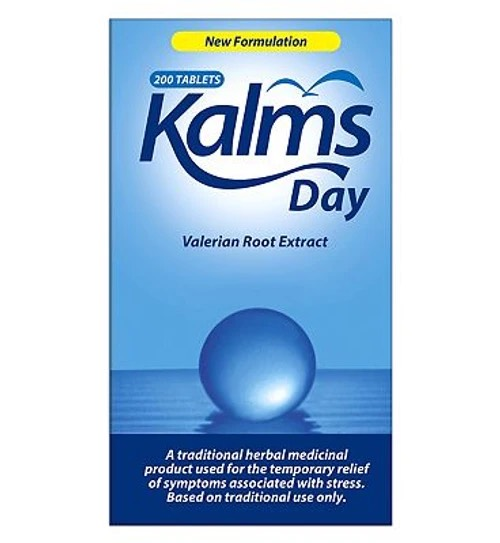 New Formulation
200 TABLETS
Kalms
Day
Valerian Root Extract
A traditional herbal medicinal
product used for the temporary relief
of symptoms associated with stress.
Based on traditional use only.